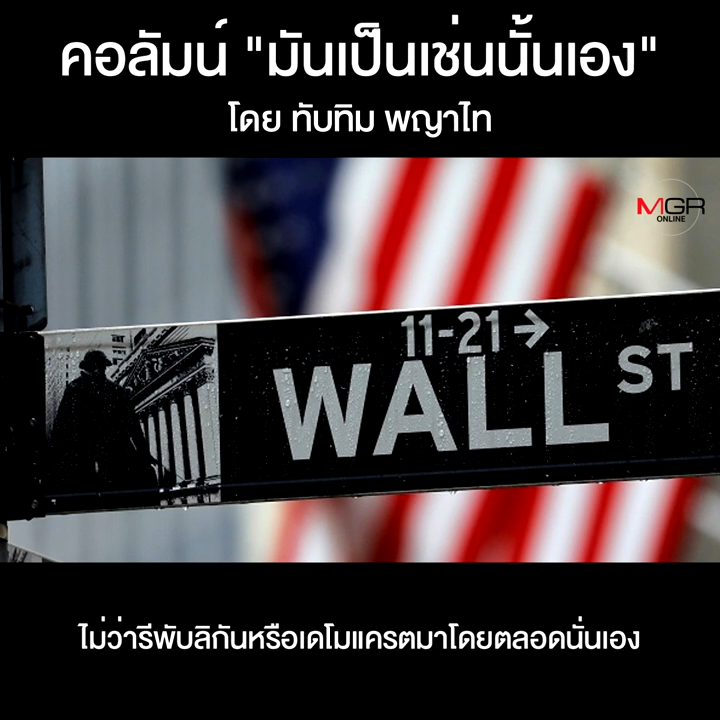 คอลัมน์ "มันเป็นเช่นนั้นเอง"
โดย ทับทิม พญาไท
MGR
ONLINE
11-21→
WALL ST
ไม่ว่ารีพับลิกันหรือเดโมแครตมาโดยตลอดนั่นเอง